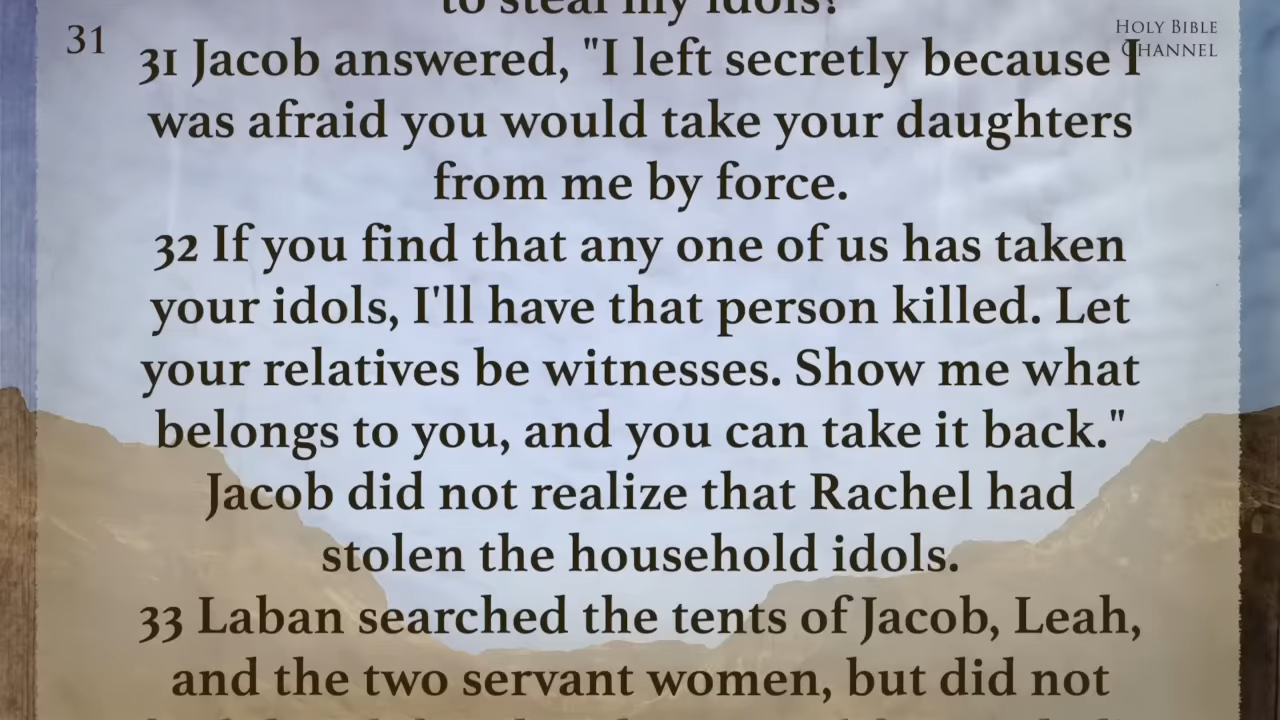 to steal my idols?
31
HOLY BIBLE
CHANNEL
31 Jacob answered, "I left secretly because I
was afraid you would take your daughters
from me by force.
32 If you find that any one of us has taken
your idols, I'll have that person killed. Let
your relatives be witnesses. Show me what
belongs to you, and you can take it back."
Jacob did not realize that Rachel had
stolen the household idols.
33 Laban searched the tents of Jacob, Leah,
and the two servant women, but did not